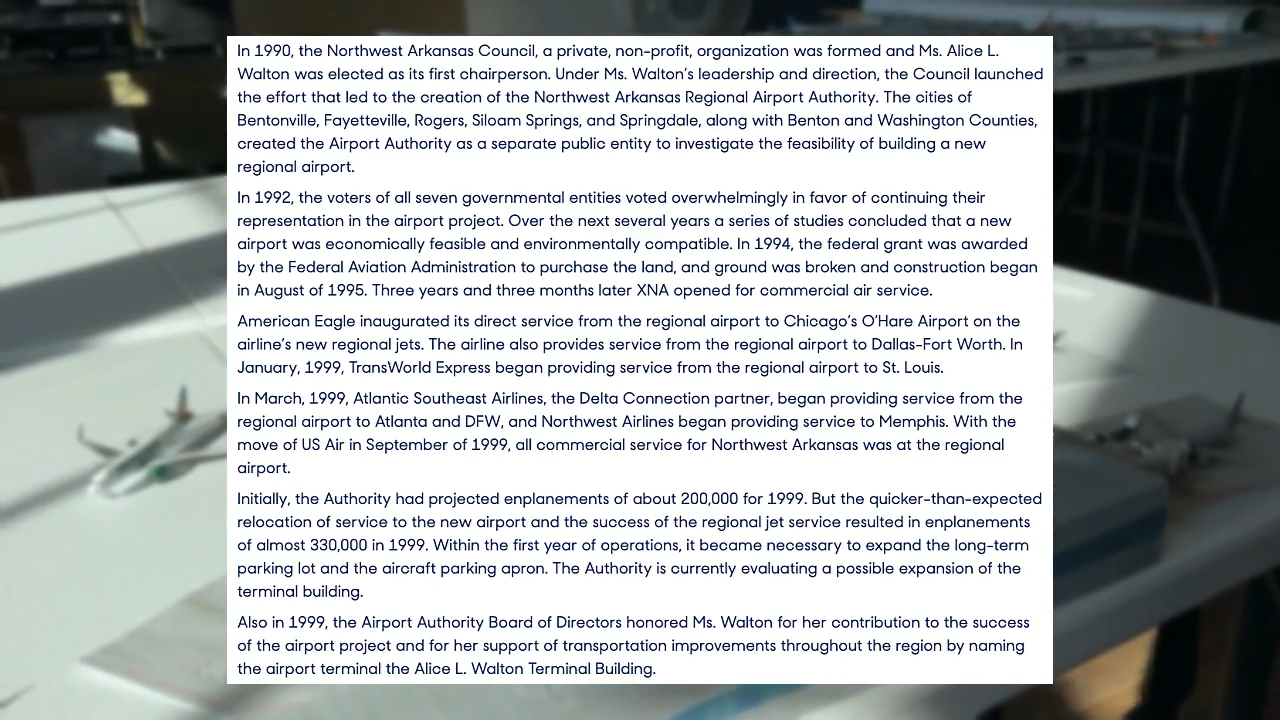 In 1990, the Northwest Arkansas Council, a private, non-profit, organization was formed and Ms. Alice L.
Walton was elected as its first chairperson. Under Ms. Walton's leadership and direction, the Council launched
the effort that led to the creation of the Northwest Arkansas Regional Airport Authority. The cities of
Bentonville, Fayetteville, Rogers, Siloam Springs, and Springdale, along with Benton and Washington Counties,
created the Airport Authority as a separate public entity to investigate the feasibility of building a new
regional airport.
In 1992, the voters of all seven governmental entities voted overwhelmingly in favor of continuing their
representation in the airport project. Over the next several years a series of studies concluded that a new
airport was economically feasible and environmentally compatible. In 1994, the federal grant was awarded
by the Federal Aviation Administration to purchase the land, and ground was broken and construction began
in August of 1995. Three years and three months later XNA opened for commercial air service.
American Eagle inaugurated its direct service from the regional airport to Chicago's O'Hare Airport on the
airline's new regional jets. The airline also provides service from the regional airport to Dallas-Fort Worth. In
January, 1999, TransWorld Express began providing service from the regional airport to St. Louis.
In March, 1999, Atlantic Southeast Airlines, the Delta Connection partner, began providing service from the
regional airport to Atlanta and DFW, and Northwest Airlines began providing service to Memphis. With the
move of US Air in September of 1999, all commercial service for Northwest Arkansas was at the regional
airport.
Initially, the Authority had projected enplanements of about 200,000 for 1999. But the quicker-than-expected
relocation of service to the new airport and the success of the regional jet service resulted in enplanements
of almost 330,000 in 1999. Within the first year of operations, it became necessary to expand the long-term
parking lot and the aircraft parking apron. The Authority is currently evaluating a possible expansion of the
terminal building.
Also in 1999, the Airport Authority Board of Directors honored Ms. Walton for her contribution to the success
of the airport project and for her support of transportation improvements throughout the region by naming
the airport terminal the Alice L. Walton Terminal Building.